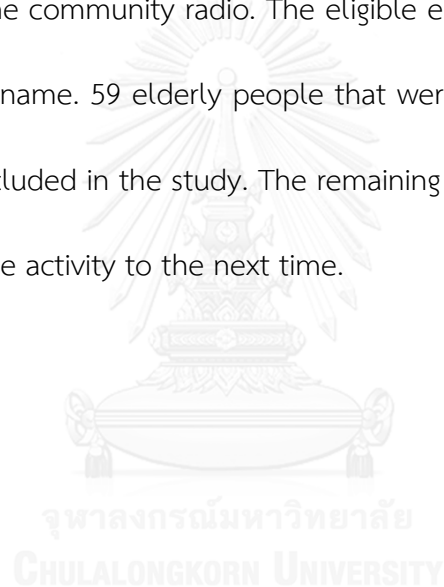 ne community radio. The eligible e
name. 59 elderly people that wer
cluded in the study. The remaining
e activity to the next time.
จุฬาลงกรณ์มหาวิทยาลัย
CHULALONGKORN UNIVERSITY